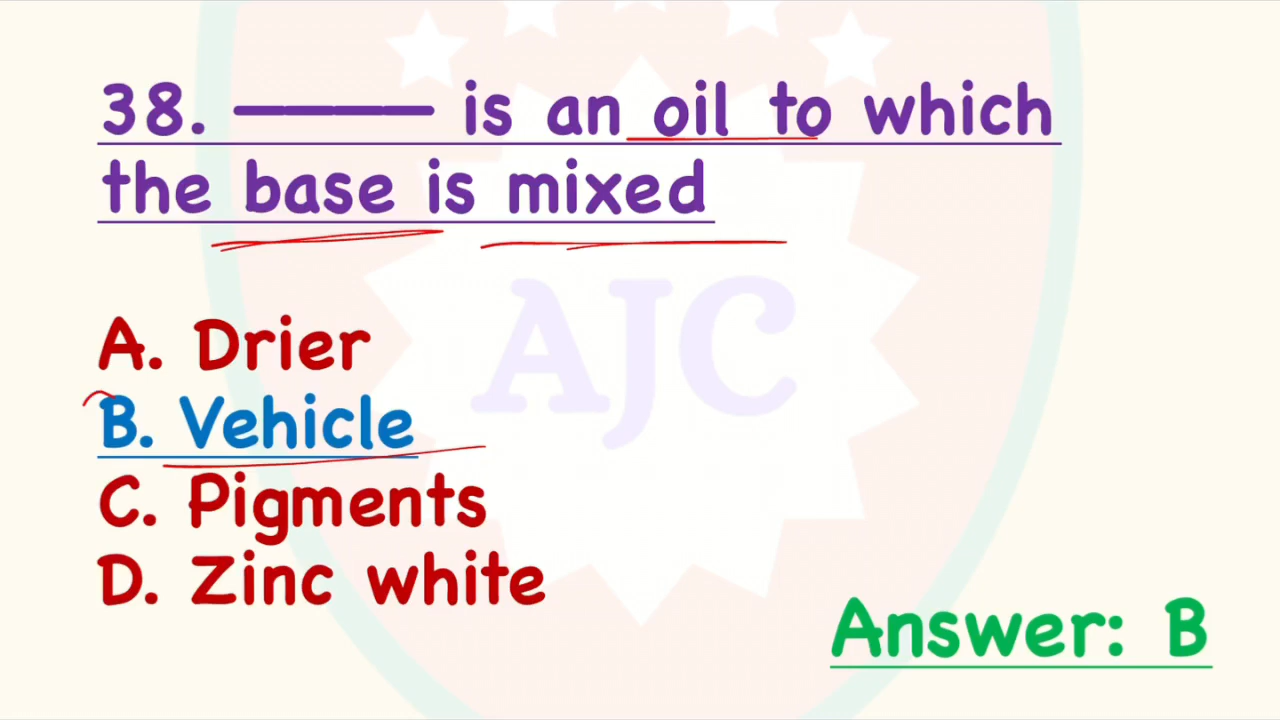 38. ———— is an oil to which
the base is mixed
AJC
A. Drier
B. Vehicle
C. Pigments
D. Zinc white
Answer: B